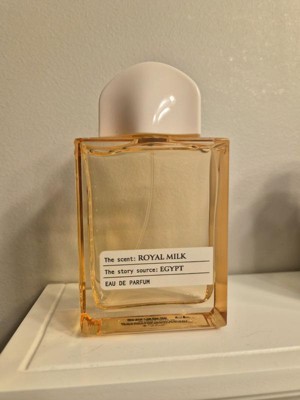 The scent: ROYAL MILK
The story source: EGYPT
EAU DE PARFUM